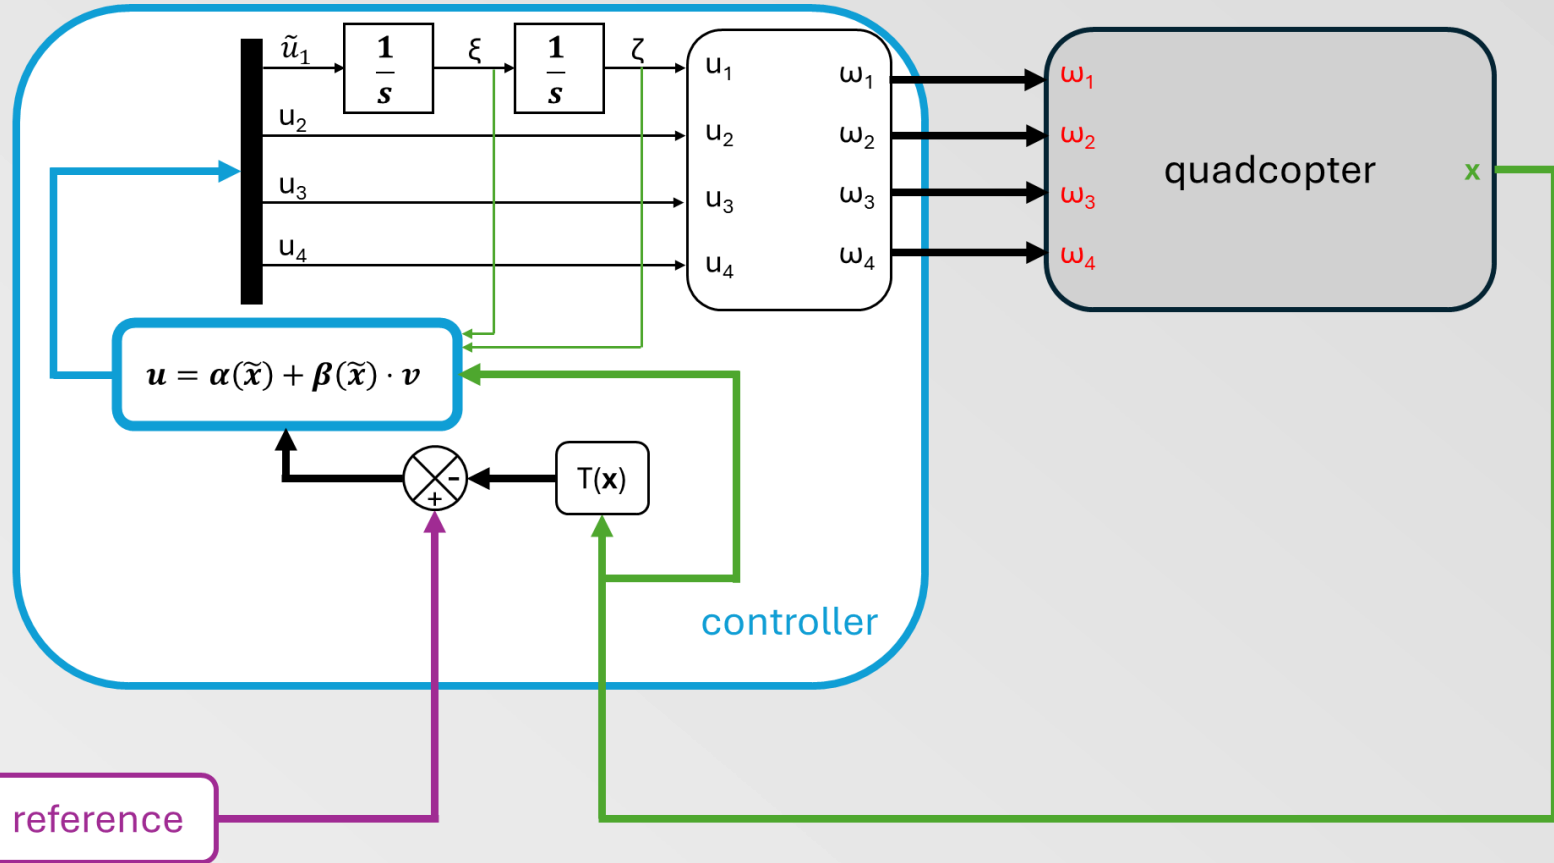 ũ₁
1
s
ξ
1
s
ζ
u₁
ω₁
ω₁
u₂
u₂
ω₂
ω₂
quadcopter
x
u₃
u₃
ω₃
ω₃
u₄
u₄
ω₄
ω₄
u = α(x̃) + β(x̃) · v
-
+
T(x)
controller
reference